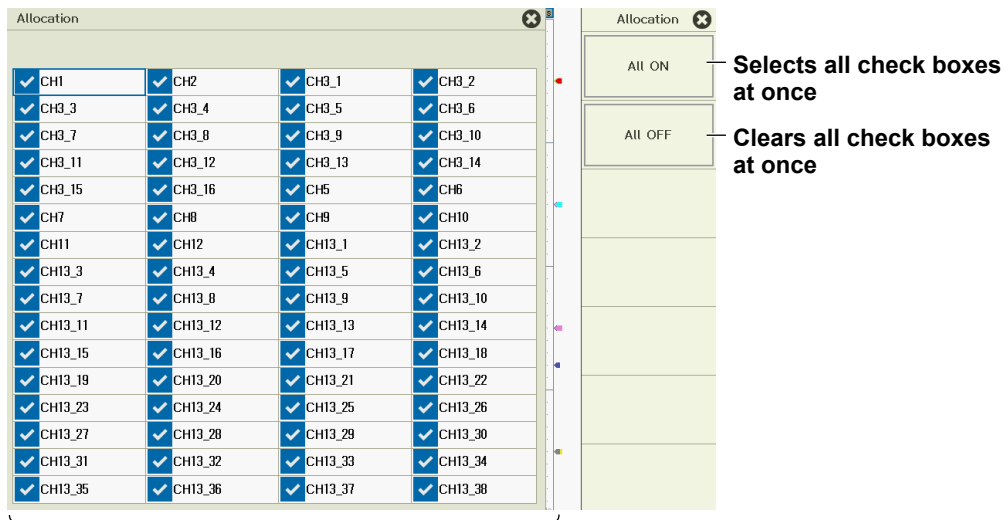 Allocation
CH1 CH2 CH3_1 CH3_2
CH3_3 CH3_4 CH3_5 CH3_6
CH3_7 CH3_8 CH3_9 CH3_10
CH3_11 CH3_12 CH3_13 CH3_14
CH3_15 CH3_16 CH5 CH6
CH7 CH8 CH9 CH10
CH11 CH12 CH13_1 CH13_2
CH13_3 CH13_4 CH13_5 CH13_6
CH13_7 CH13_8 CH13_9 CH13_10
CH13_11 CH13_12 CH13_13 CH13_14
CH13_15 CH13_16 CH13_17 CH13_18
CH13_19 CH13_20 CH13_21 CH13_22
CH13_23 CH13_24 CH13_25 CH13_26
CH13_27 CH13_28 CH13_29 CH13_30
CH13_31 CH13_32 CH13_33 CH13_34
CH13_35 CH13_36 CH13_37 CH13_38
Allocation
All ON
Selects all check boxes
at once
All OFF
Clears all check boxes
at once